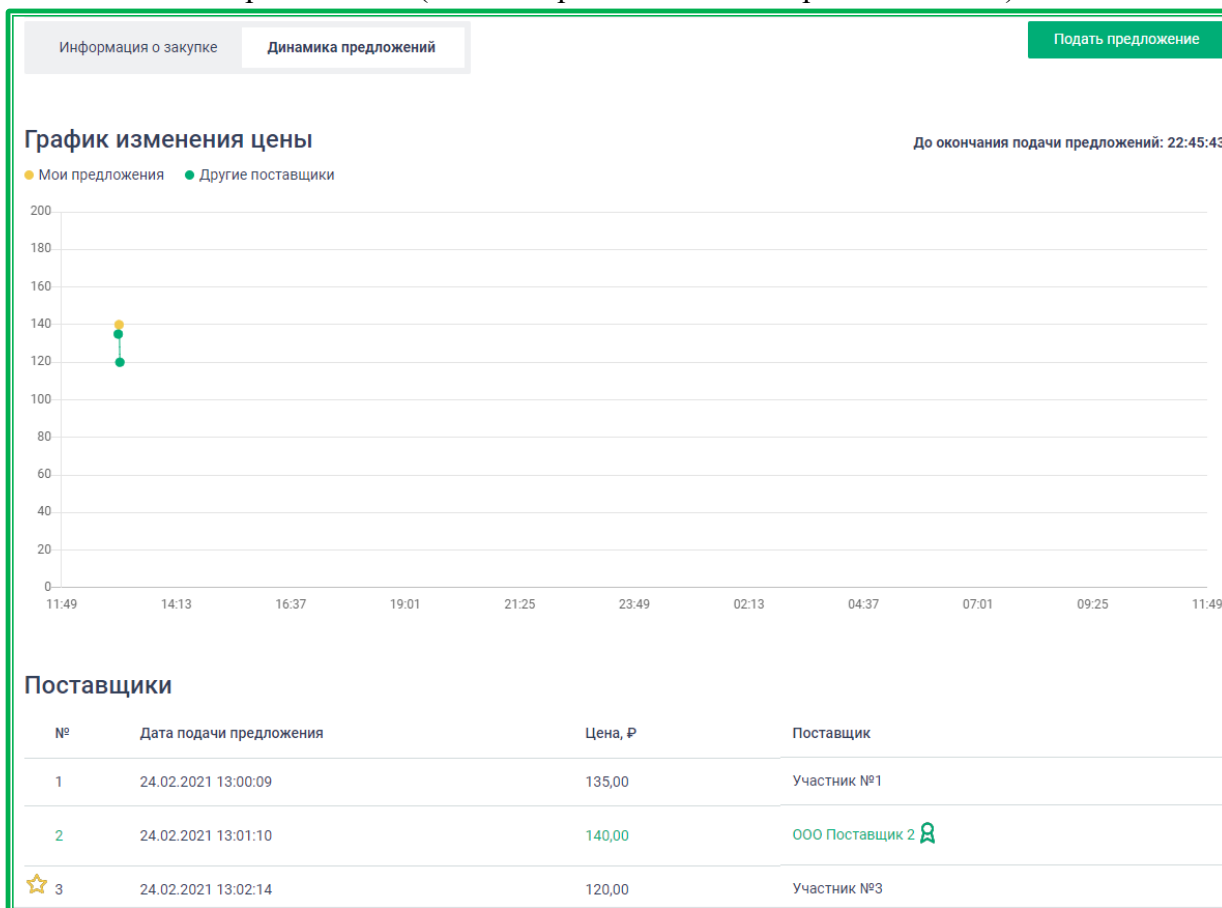 Информация о закупке Динамика предложений Подать предложение
График изменения цены До окончания подачи предложений: 22:45:43
Мои предложения Другие поставщики
200
180
160
140
120
100
80
60
40
20
0
11:49 14:13 16:37 19:01 21:25 23:49 02:13 04:37 07:01 09:25 11:49
Поставщики
№ Дата подачи предложения Цена, ₽ Поставщик
1 24.02.2021 13:00:09 135,00 Участник №1
2 24.02.2021 13:01:10 140,00 ООО Поставщик 2
3 24.02.2021 13:02:14 120,00 Участник №3